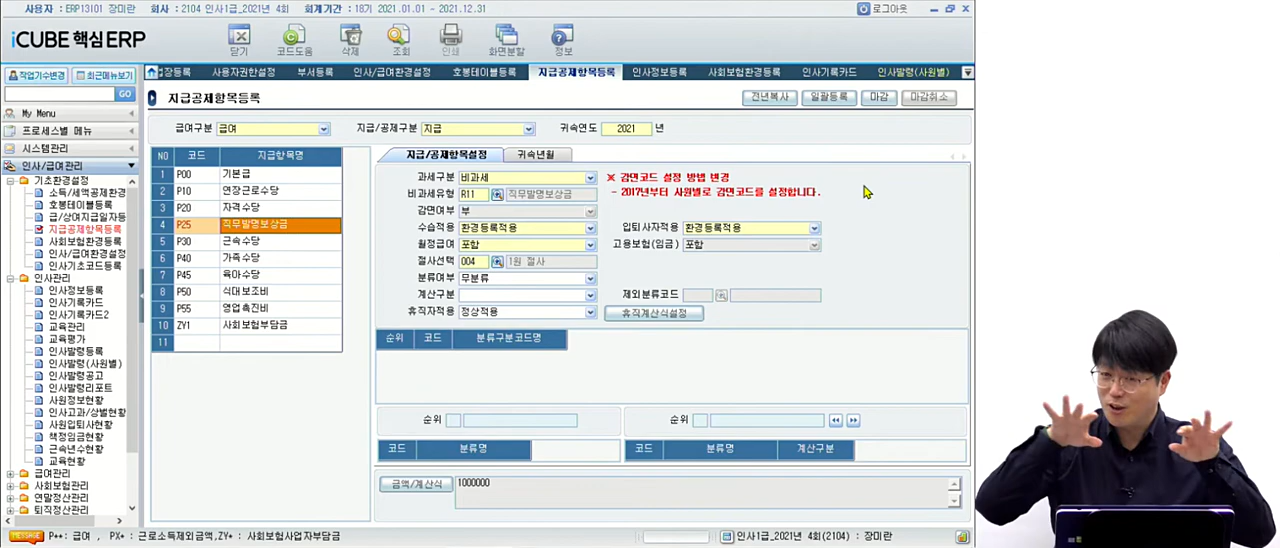 사용자 : ERP13I01 장미란 회사 : 2104 인사1급_2021년 4회 회계기간 : 18기 2021.01.01 - 2021.12.31 로그아웃
iCUBE 핵심ERP
닫기 코드도움 삭제 조회 인쇄 화면분할 정보
작업기수변경 최근메뉴보기
장등록 사용자권한설정 부서등록 인사/급여환경설정 호봉테이블등록 지급공제항목등록 인사정보등록 사회보험환경등록 인사기록카드 인사발령(사원별)
GO
지급공제항목등록 전년복사 일괄등록 마감 마감취소
My Menu
프로세스별 메뉴
시스템관리
인사/급여관리
기초환경설정
소득/세액공제환경
호봉테이블등록
급/상여지급일자등
지급공제항목등록
사회보험환경등록
인사/급여환경설정
인사기초코드등록
인사관리
인사정보등록
인사기록카드
인사기록카드2
교육관리
교육평가
인사발령등록
인사발령(사원별)
인사발령공고
인사발령리포트
사원정보현황
인사고과/상벌현황
사원입퇴사현황
책정임금현황
근속년수현황
교육현황
급여관리
사회보험관리
연말정산관리
퇴직정산관리
급여구분 급여 지급/공제구분 지급 귀속연도 2021 년
NO 코드 지급항목명
1 P00 기본급
2 P10 연장근로수당
3 P20 자격수당
4 P25 직무발명보상금
5 P30 근속수당
6 P40 가족수당
7 P45 육아수당
8 P50 식대보조비
9 P55 영업촉진비
10 ZY1 사회보험부담금
11
지급/공제항목설정 귀속년월
과세구분 비과세 ※ 감면코드 설정 방법 변경
비과세유형 R11 직무발명보상금 - 2017년부터 사원별로 감면코드를 설정합니다.
감면여부 부
수습적용 환경등록적용 입퇴사자적용 환경등록적용
월정급여 포함 고용보험(임금) 포함
절사선택 004 1원 절사
분류여부 무분류
계산구분 제외분류코드
휴직자적용 정상적용 휴직계산식설정
순위 코드 분류구분코드명
순위 순위
코드 분류명 코드 분류명 계산구분
금액/계산식 1000000
MESSAGE P++: 급여 , PX* : 근로소득제외금액,ZY* : 사회보험사업자부담금 인사1급_2021년 4회(2104) : 장미란